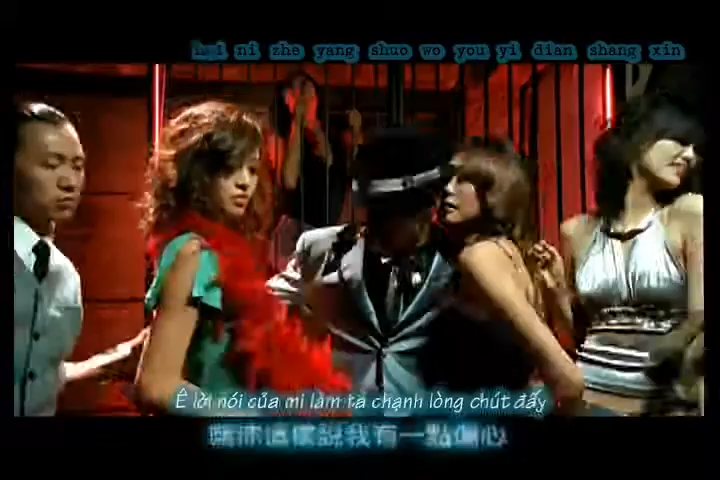 ni zhe yang shuo wo you yi dian shang xin
Ê lời nói của mi làm ta chạnh lòng chút đấy
你這樣說我有一點傷心